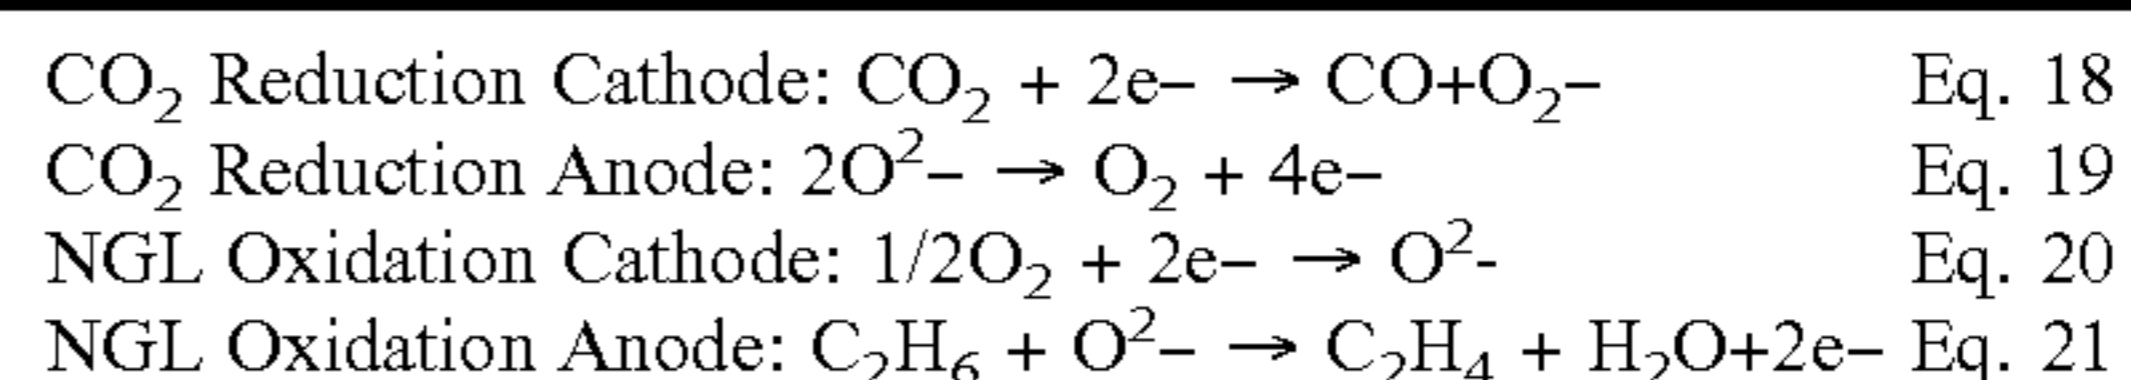 CO₂ Reduction Cathode: CO₂ + 2e– → CO+O₂– Eq. 18
CO₂ Reduction Anode: 2O²– → O₂ + 4e– Eq. 19
NGL Oxidation Cathode: 1/2O₂ + 2e– → O²- Eq. 20
NGL Oxidation Anode: C₂H₆ + O²– → C₂H₄ + H₂O+2e– Eq. 21